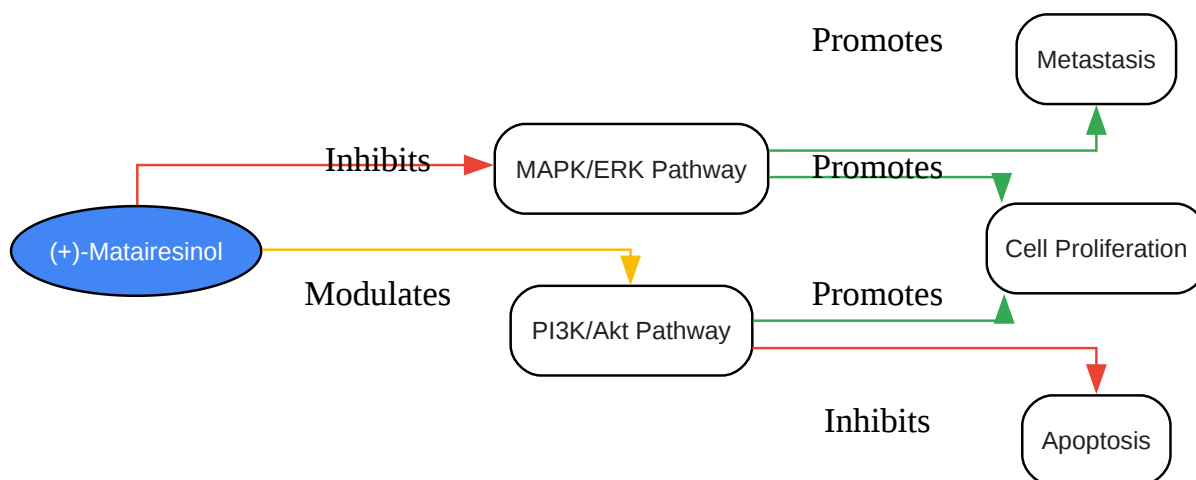 Promotes
Metastasis
Inhibits
MAPK/ERK Pathway
Promotes
(+)-Matairesinol
Cell Proliferation
Modulates
Promotes
PI3K/Akt Pathway
Inhibits
Apoptosis